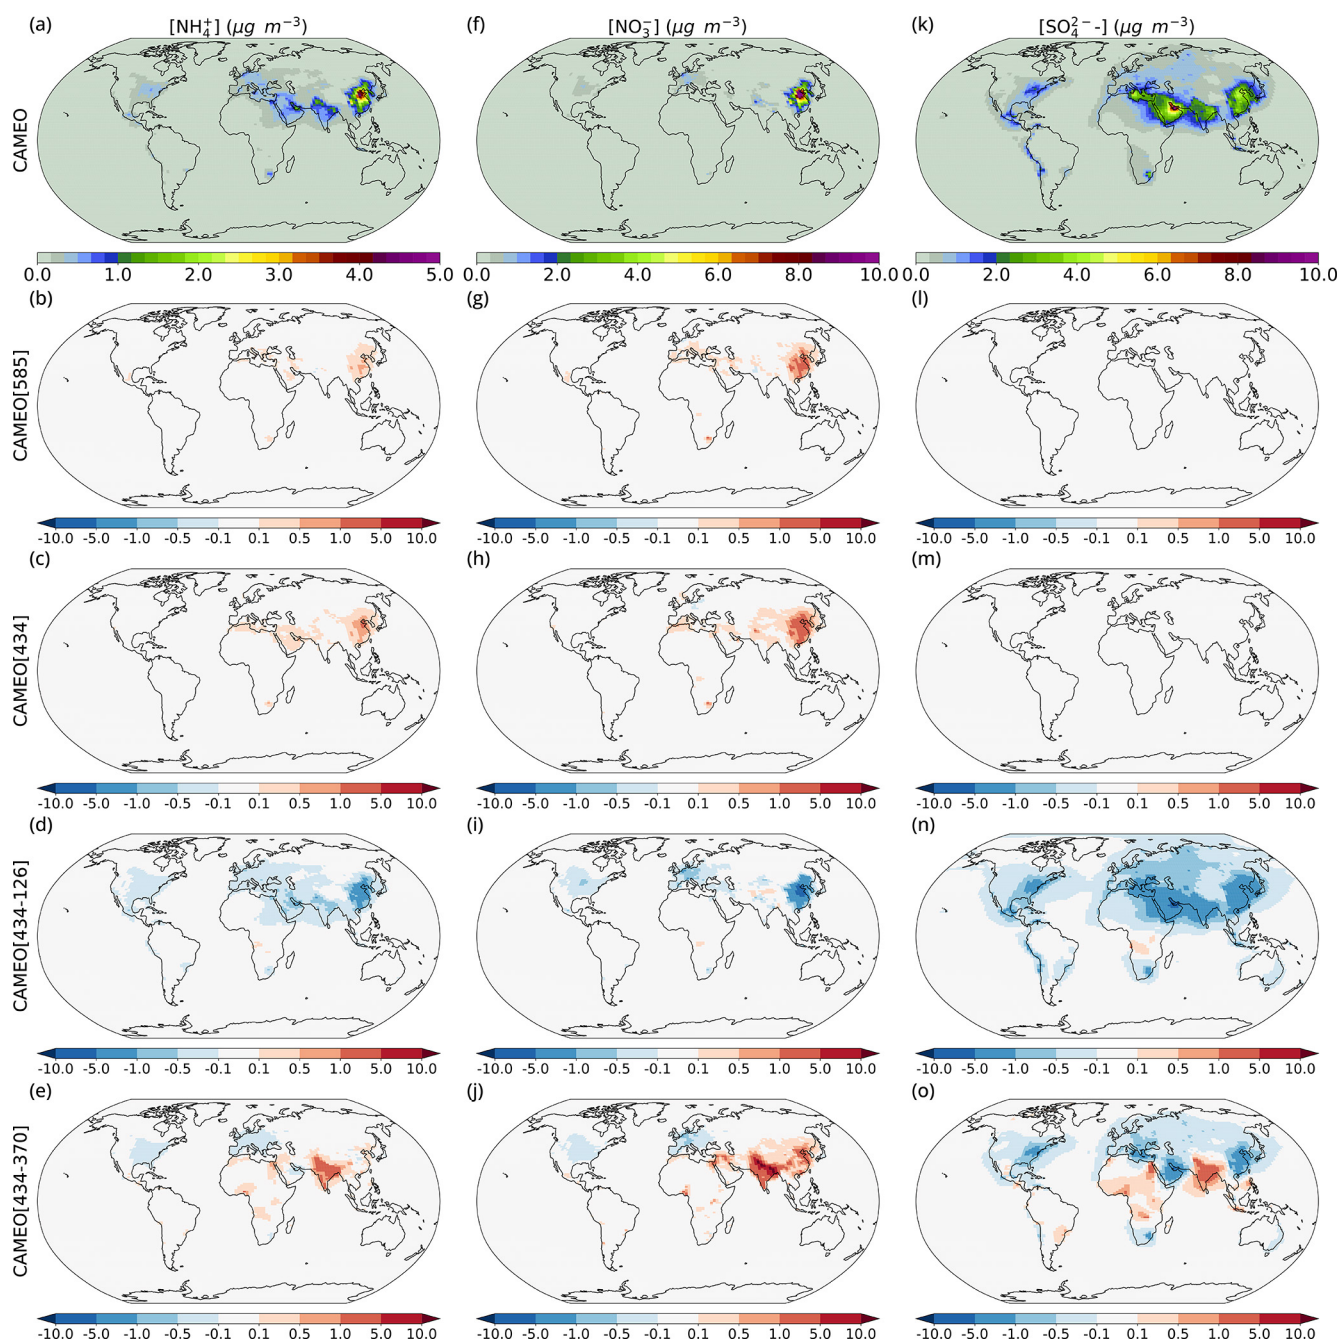 (a) [NH₄⁺] (μg m⁻³) (f) [NO₃⁻] (μg m⁻³) (k) [SO₄²⁻-] (μg m⁻³)
CAMEO
0.0 1.0 2.0 3.0 4.0 5.0 0.0 2.0 4.0 6.0 8.0 10.0 0.0 2.0 4.0 6.0 8.0 10.0
(b) (g) (l)
CAMEO[585]
-10.0 -5.0 -1.0 -0.5 -0.1 0.1 0.5 1.0 5.0 10.0 -10.0 -5.0 -1.0 -0.5 -0.1 0.1 0.5 1.0 5.0 10.0 -10.0 -5.0 -1.0 -0.5 -0.1 0.1 0.5 1.0 5.0 10.0
(c) (h) (m)
CAMEO[434]
-10.0 -5.0 -1.0 -0.5 -0.1 0.1 0.5 1.0 5.0 10.0 -10.0 -5.0 -1.0 -0.5 -0.1 0.1 0.5 1.0 5.0 10.0 -10.0 -5.0 -1.0 -0.5 -0.1 0.1 0.5 1.0 5.0 10.0
(d) (i) (n)
CAMEO[434-126]
-10.0 -5.0 -1.0 -0.5 -0.1 0.1 0.5 1.0 5.0 10.0 -10.0 -5.0 -1.0 -0.5 -0.1 0.1 0.5 1.0 5.0 10.0 -10.0 -5.0 -1.0 -0.5 -0.1 0.1 0.5 1.0 5.0 10.0
(e) (j) (o)
CAMEO[434-370]
-10.0 -5.0 -1.0 -0.5 -0.1 0.1 0.5 1.0 5.0 10.0 -10.0 -5.0 -1.0 -0.5 -0.1 0.1 0.5 1.0 5.0 10.0 -10.0 -5.0 -1.0 -0.5 -0.1 0.1 0.5 1.0 5.0 10.0